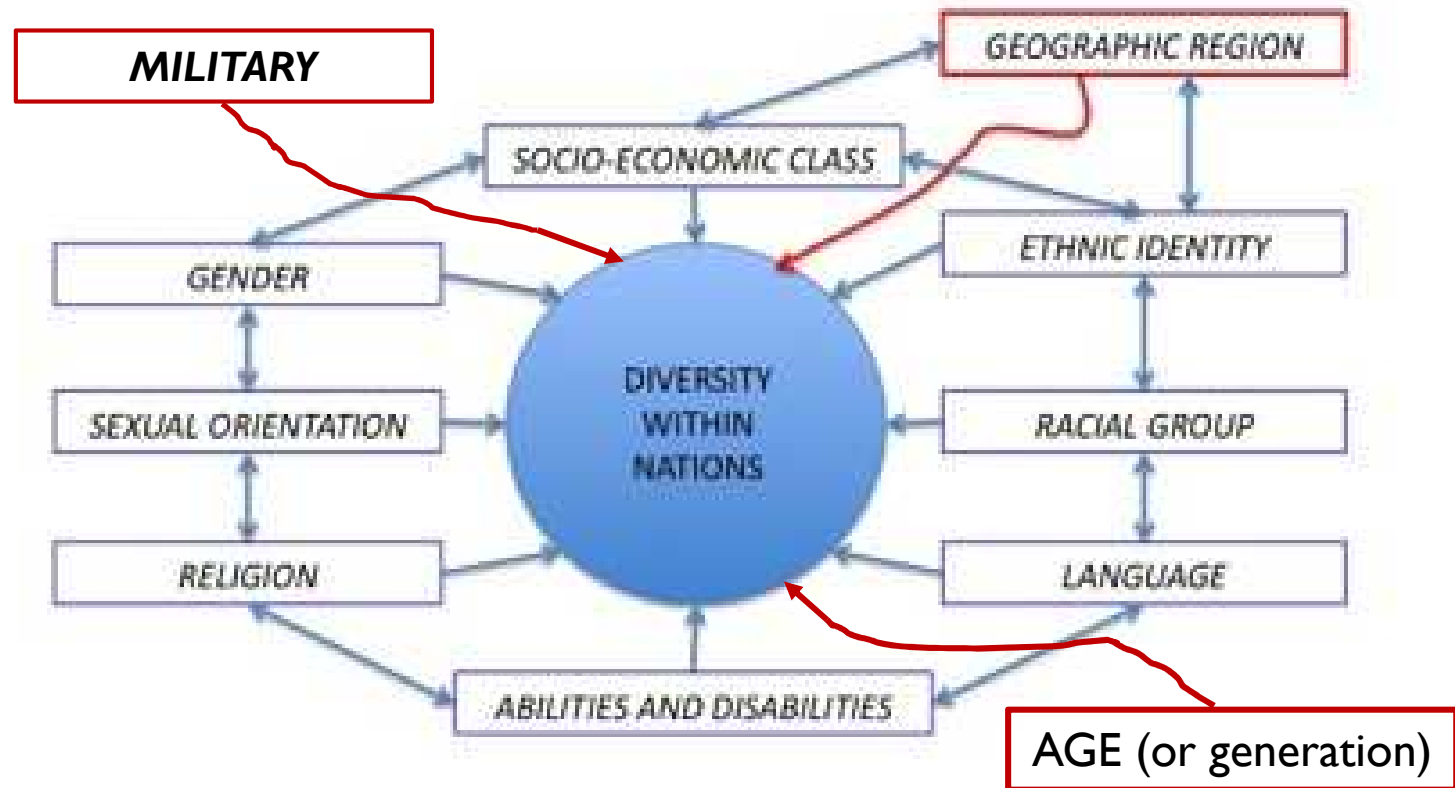 MILITARY
GEOGRAPHIC REGION
SOCIO-ECONOMIC CLASS
GENDER
ETHNIC IDENTITY
DIVERSITY
WITHIN
NATIONS
SEXUAL ORIENTATION
RACIAL GROUP
RELIGION
LANGUAGE
ABILITIES AND DISABILITIES
AGE (or generation)